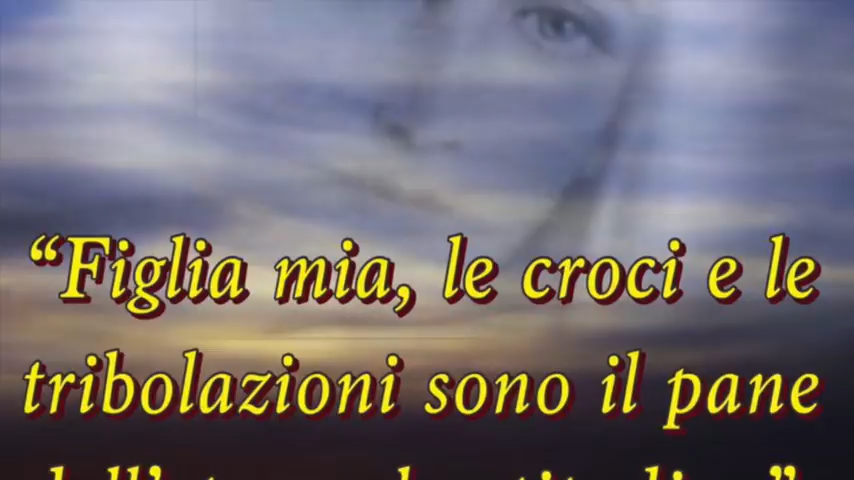 “Figlia mia, le croci e le
tribolazioni sono il pane